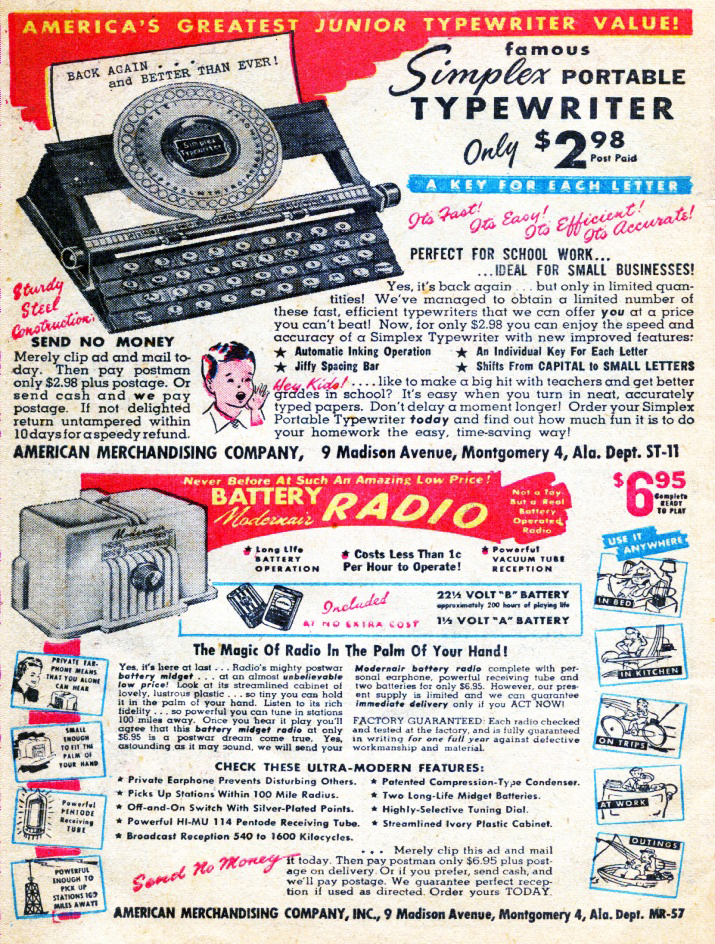 AMERICA'S GREATEST JUNIOR TYPEWRITER VALUE!
BACK AGAIN . . .
and BETTER THAN EVER!
Simplex
Typewriter
famous
Simplex PORTABLE
TYPEWRITER
Only $2.98
Post Paid
A KEY FOR EACH LETTER
It's Fast!
It's Easy!
It's Efficient!
It's Accurate!
PERFECT FOR SCHOOL WORK...
...IDEAL FOR SMALL BUSINESSES!
Yes, it's back again . . . but only in limited quan-
tities! We've managed to obtain a limited number of
these fast, efficient typewriters that we can offer you at a price
you can't beat! Now, for only $2.98 you can enjoy the speed and
accuracy of a Simplex Typewriter with new improved features:
★ Automatic Inking Operation
★ An Individual Key For Each Letter
★ Jiffy Spacing Bar
★ Shifts From CAPITAL to SMALL LETTERS
Hey, Kids! . . . . like to make a big hit with teachers and get better
grades in school? It's easy when you turn in neat, accurately
typed papers. Don't delay a moment longer! Order your Simplex
Portable Typewriter today and find out how much fun it is to do
your homework the easy, time-saving way!
Sturdy
Steel
Construction.
SEND NO MONEY
Merely clip ad and mail to-
day. Then pay postman
only $2.98 plus postage. Or
send cash and we pay
postage. If not delighted
return untampered within
10 days for a speedy refund.
AMERICAN MERCHANDISING COMPANY, 9 Madison Avenue, Montgomery 4, Ala. Dept. ST-11
Never Before At Such An Amazing Low Price!
BATTERY
Modernair RADIO
Not a Toy!
But a Real
Battery
Operated
Radio
$6.95
Complete
READY
TO PLAY
Modernair
★ Long Life
BATTERY
OPERATION
★ Costs Less Than 1c
Per Hour to Operate!
★ Powerful
VACUUM TUBE
RECEPTION
Included
AT NO EXTRA COST
22½ VOLT "B" BATTERY
approximately 200 hours of playing life
1½ VOLT "A" BATTERY
USE IT
ANYWHERE
IN BED
IN KITCHEN
ON TRIPS
AT WORK
OUTINGS
The Magic Of Radio In The Palm Of Your Hand!
PRIVATE EAR-
PHONE MEANS
THAT YOU ALONE
CAN HEAR
SMALL
ENOUGH
TO FIT THE
PALM OF
YOUR HAND
Powerful
PENTODE
Receiving
TUBE
POWERFUL
ENOUGH TO
PICK UP
STATIONS 100
MILES AWAY!
Yes, it's here at last . . . Radio's mighty postwar
battery midget . . . at an almost unbelievable
low price! Look at its streamlined cabinet of
lovely, lustrous plastic . . . so tiny you can hold
it in the palm of your hand. Listen to its rich
fidelity . . . so powerful you can tune in stations
100 miles away. Once you hear it play you'll
agree that this battery midget radio at only
$6.95 is a postwar dream come true. Yes,
astounding as it may sound, we will send your
Modernair battery radio complete with per-
sonal earphone, powerful receiving tube and
two batteries for only $6.95. However, our pres-
ent supply is limited and we can guarantee
immediate delivery only if you ACT NOW!
FACTORY GUARANTEED: Each radio checked
and tested at the factory, and is fully guaranteed
in writing for one full year against defective
workmanship and material.
CHECK THESE ULTRA-MODERN FEATURES:
★ Private Earphone Prevents Disturbing Others.
★ Picks Up Stations Within 100 Mile Radius.
★ Off-and-On Switch With Silver-Plated Points.
★ Powerful HI-MU 114 Pentode Receiving Tube.
★ Broadcast Reception 540 to 1600 Kilocycles.
★ Patented Compression-Type Condenser.
★ Two Long-Life Midget Batteries.
★ Highly-Selective Tuning Dial.
★ Streamlined Ivory Plastic Cabinet.
Send No Money
. . . Merely clip this ad and mail
it today. Then pay postman only $6.95 plus post-
age on delivery. Or if you prefer, send cash, and
we'll pay postage. We guarantee perfect recep-
tion if used as directed. Order yours TODAY.
AMERICAN MERCHANDISING COMPANY, INC., 9 Madison Avenue, Montgomery 4, Ala. Dept. MR-57